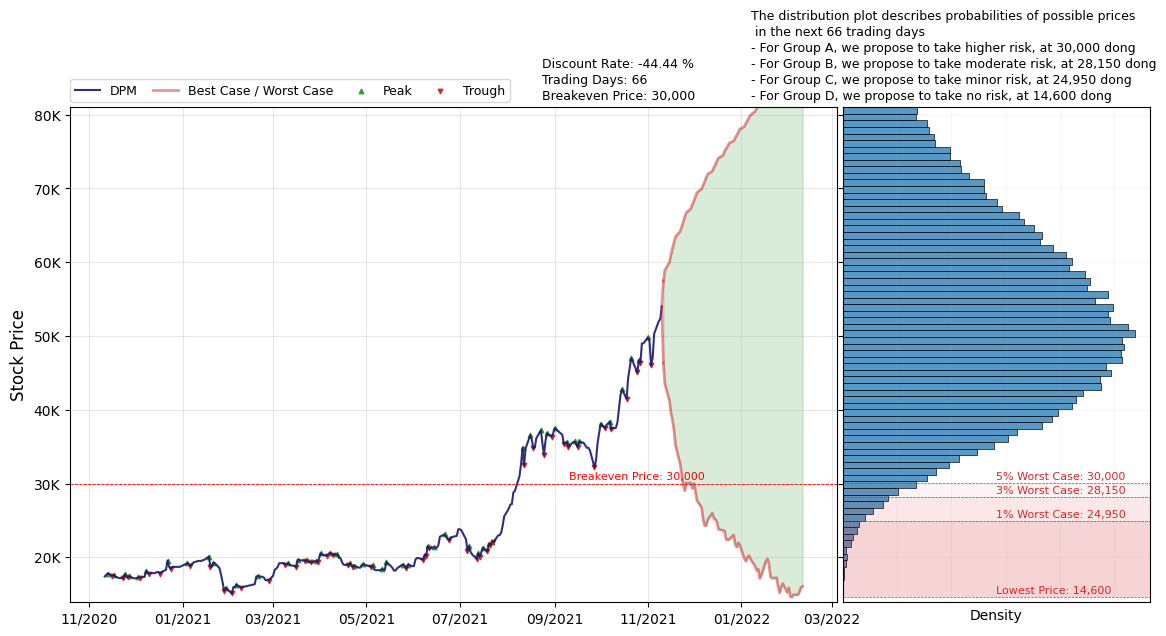 The distribution plot describes probabilities of possible prices
in the next 66 trading days
- For Group A, we propose to take higher risk, at 30,000 dong
- For Group B, we propose to take moderate risk, at 28,150 dong
- For Group C, we propose to take minor risk, at 24,950 dong
- For Group D, we propose to take no risk, at 14,600 dong
Discount Rate: -44.44 %
Trading Days: 66
Breakeven Price: 30,000
DPM
Best Case / Worst Case
Peak
Trough
80K
70K
60K
50K
40K
30K
20K
Stock Price
Breakeven Price: 30,000
5% Worst Case: 30,000
3% Worst Case: 28,150
1% Worst Case: 24,950
Lowest Price: 14,600
11/2020
01/2021
03/2021
05/2021
07/2021
09/2021
11/2021
01/2022
03/2022
Density